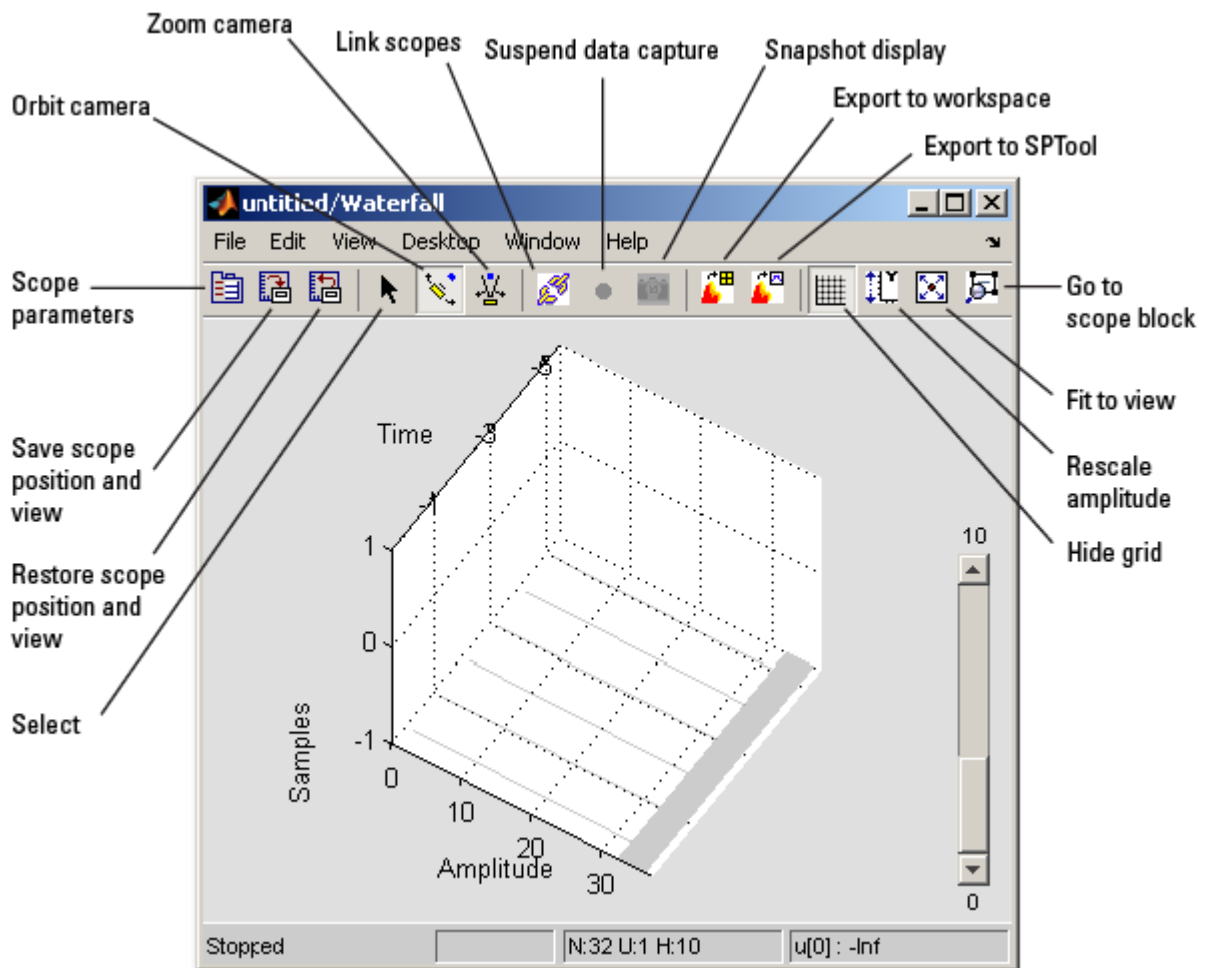 Zoom camera
Link scopes
Suspend data capture
Snapshot display
Orbit camera
Export to workspace
Export to SPTool
untitled/Waterfall
File Edit View Desktop Window Help
Scope
parameters
Go to
scope block
Save scope
position and
view
Restore scope
position and
view
Select
Fit to view
Rescale
amplitude
Hide grid
Time
-5
-3
-1
1
0
-1
Samples
0
10
20
30
Amplitude
10
0
Stopped
N:32 U:1 H:10
u[0] : -Inf